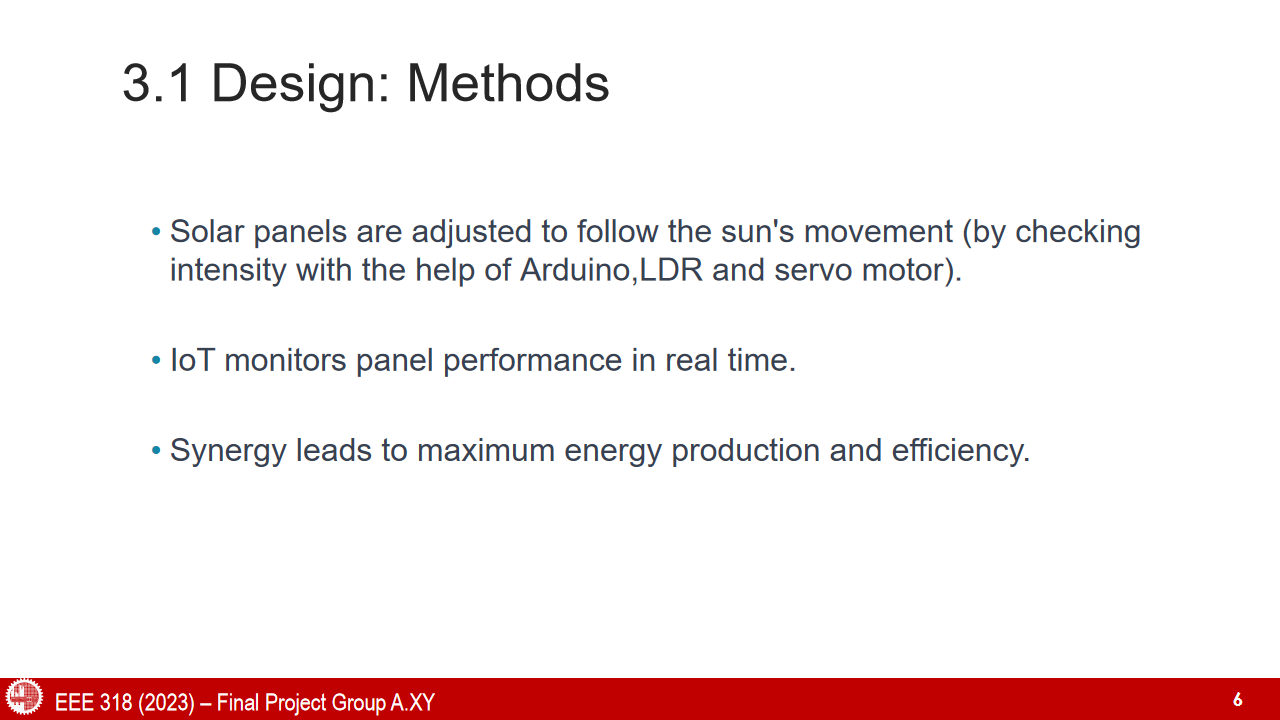 3.1 Design: Methods
• Solar panels are adjusted to follow the sun's movement (by checking
intensity with the help of Arduino,LDR and servo motor).
• IoT monitors panel performance in real time.
• Synergy leads to maximum energy production and efficiency.
EEE 318 (2023) – Final Project Group A.XY
6